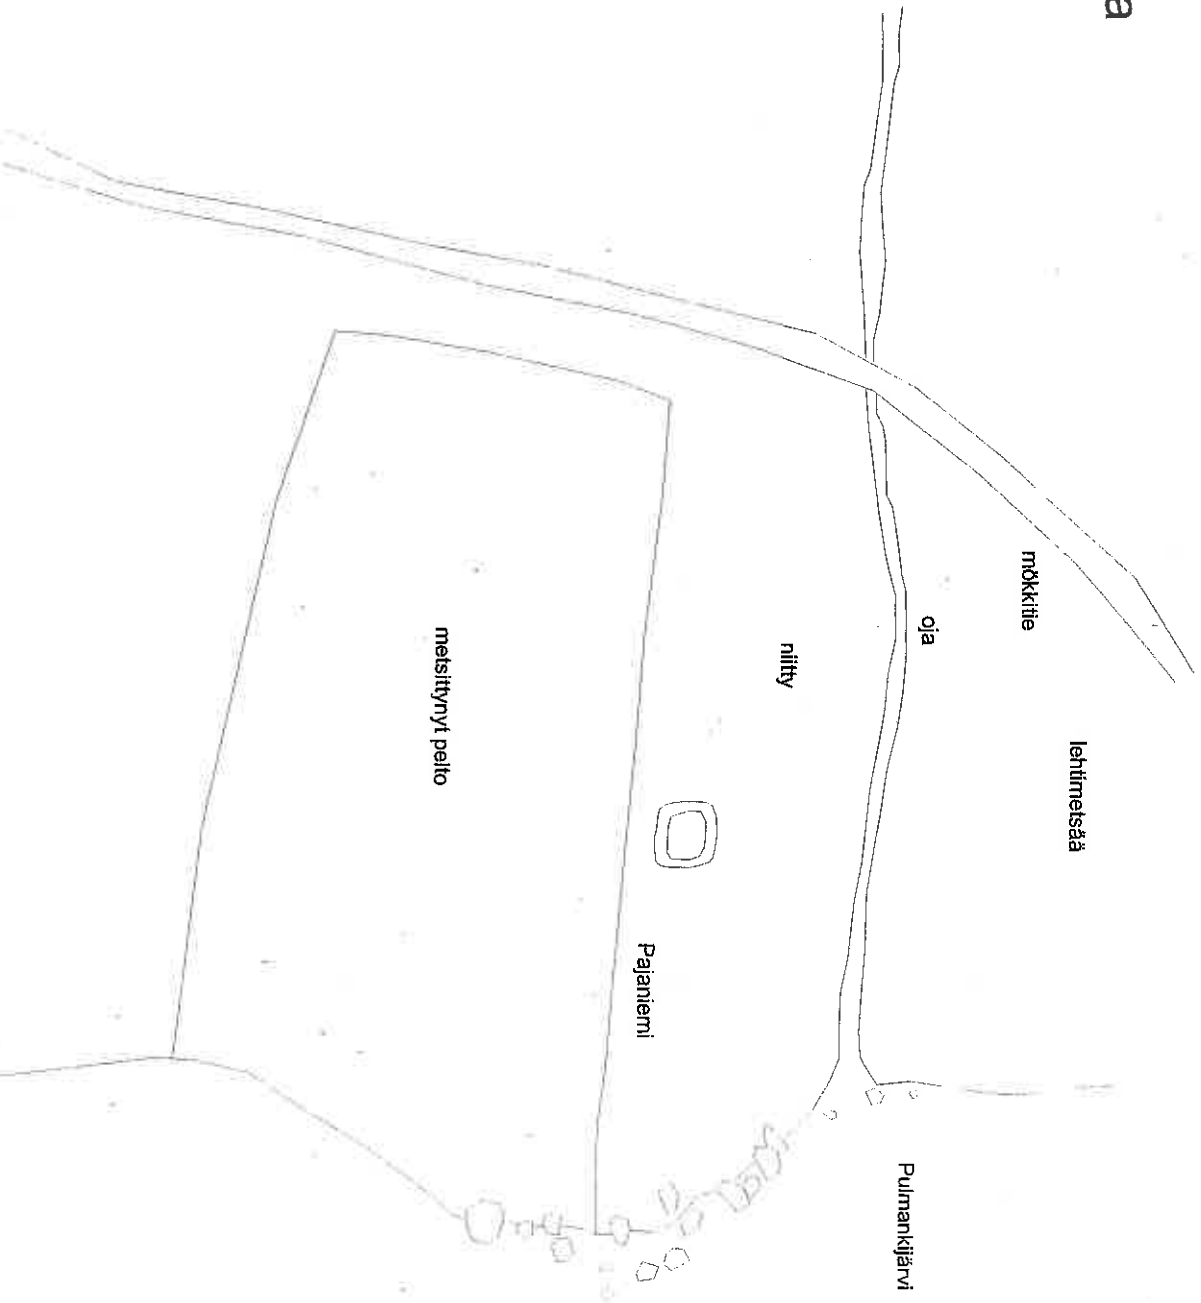 a
mökkitie
lehtimetsää
oja
niitty
metsittynyt pelto
Pajaniemi
Pulmankijärvi